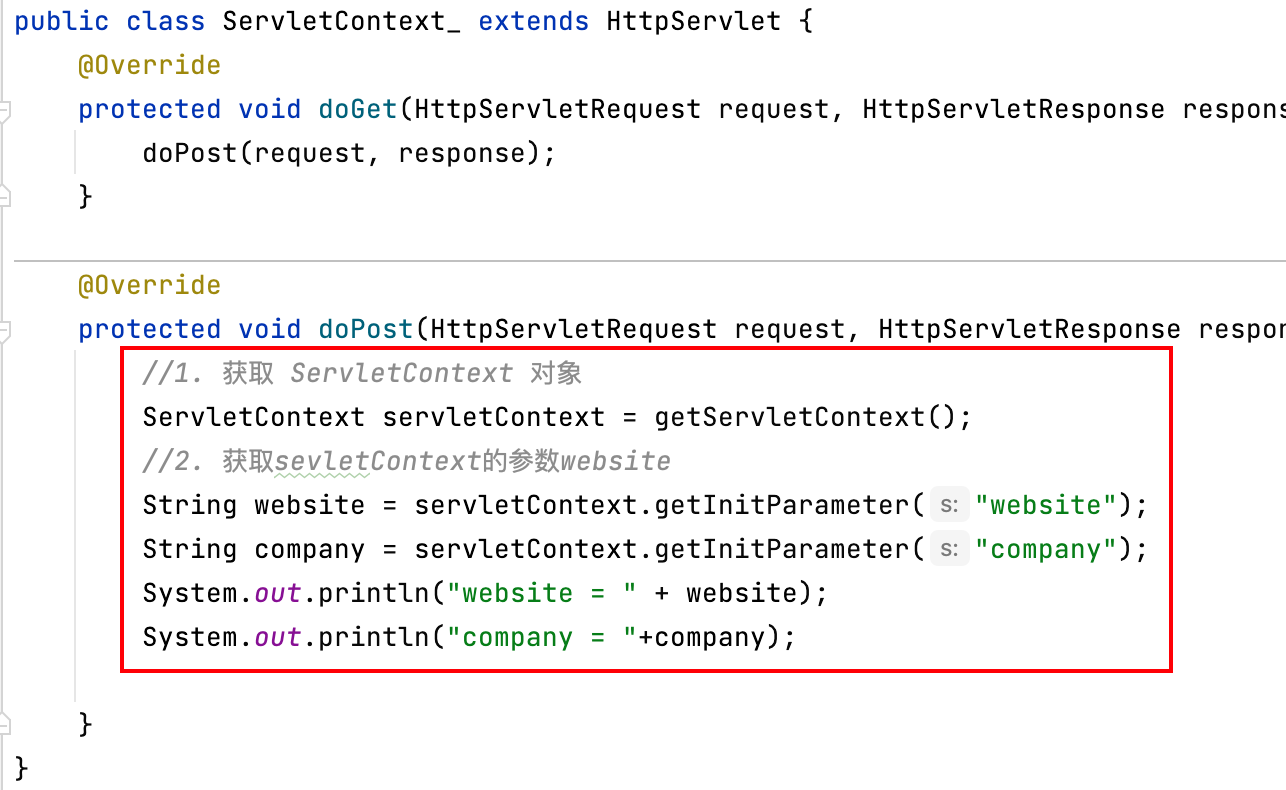 public class ServletContext_ extends HttpServlet {
@Override
protected void doGet(HttpServletRequest request, HttpServletResponse respons
doPost(request, response);
}
@Override
protected void doPost(HttpServletRequest request, HttpServletResponse respon
//1. 获取 ServletContext 对象
ServletContext servletContext = getServletContext();
//2. 获取sevletContext的参数website
String website = servletContext.getInitParameter( s: "website");
String company = servletContext.getInitParameter( s: "company");
System.out.println("website = " + website);
System.out.println("company = "+company);
}
}